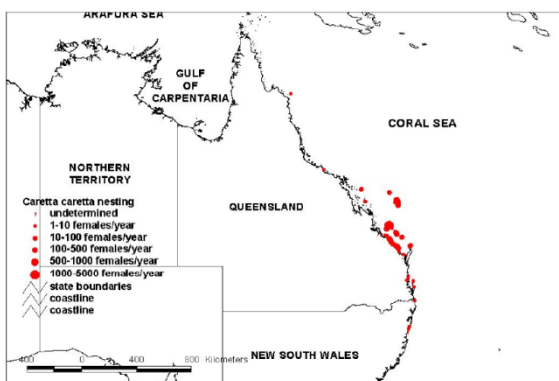 ARAFURA SEA
GULF
OF
CARPENTARIA
CORAL SEA
NORTHERN
TERRITORY
QUEENSLAND
Caretta caretta nesting
undetermined
1-10 females/year
10-100 females/year
100-500 females/year
500-1000 females/year
1000-5000 females/year
state boundaries
coastline
coastline
400 0 400 800 Kilometers
NEW SOUTH WALES